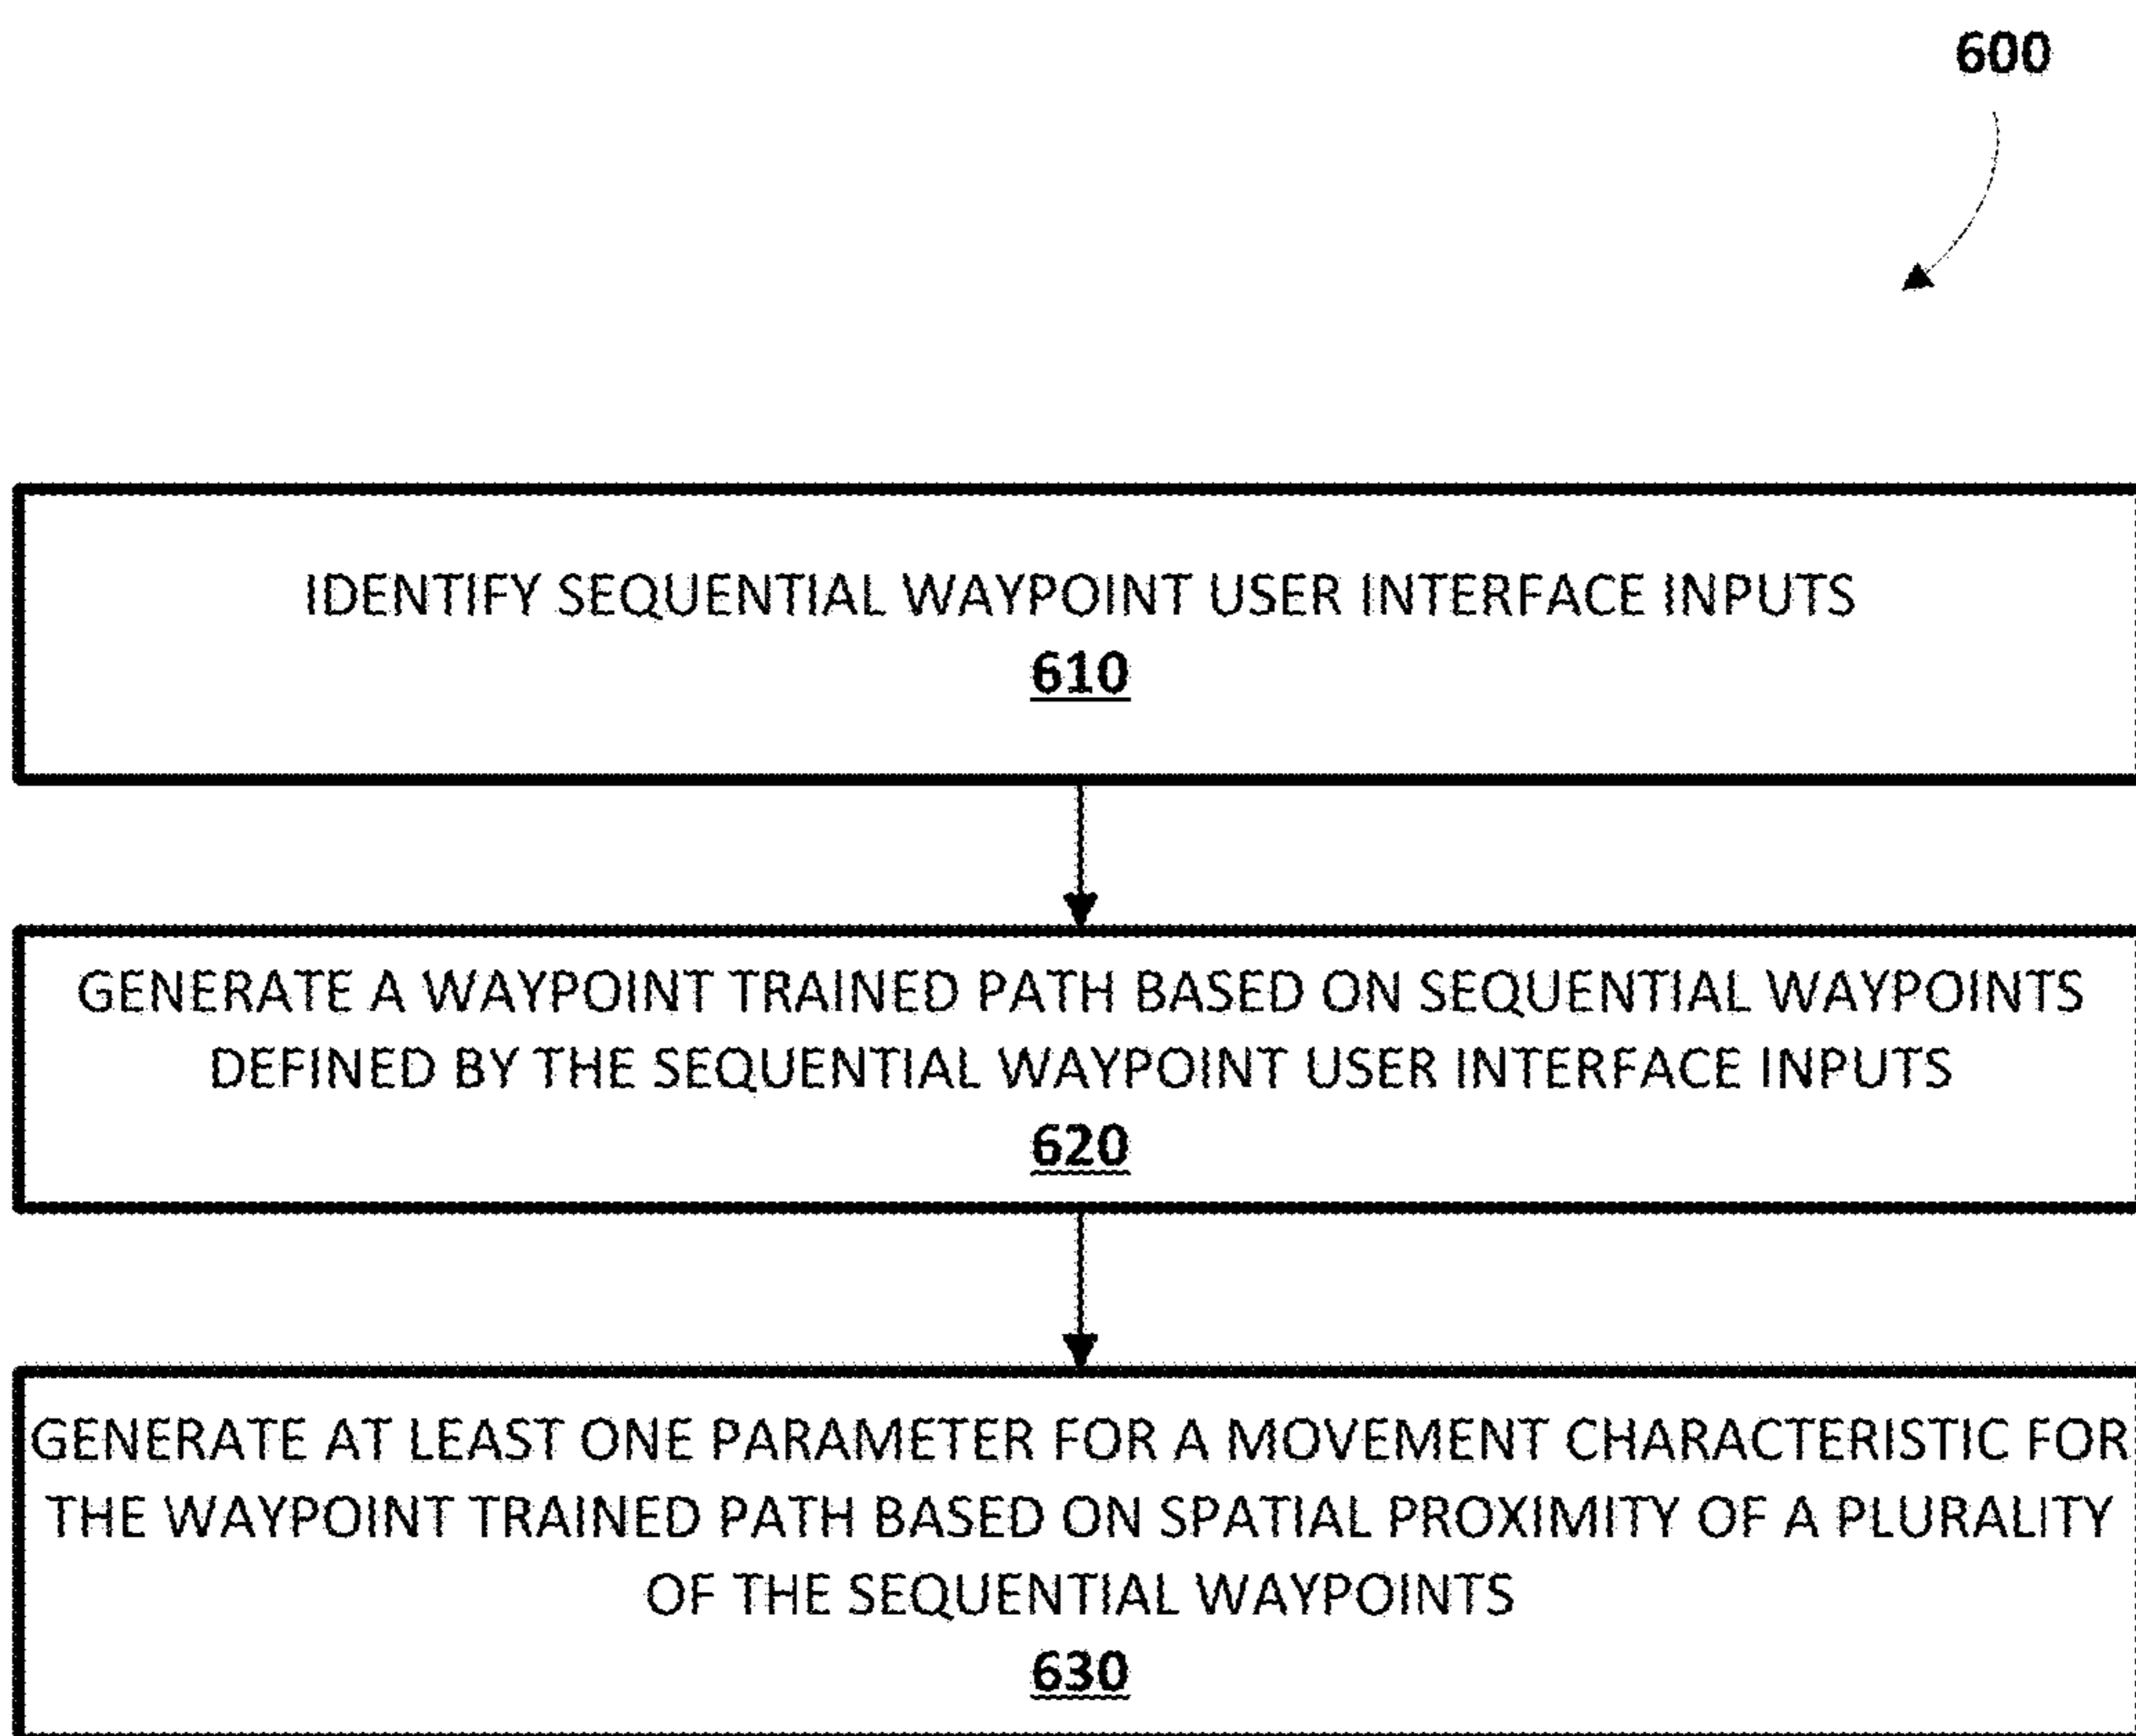 600
IDENTIFY SEQUENTIAL WAYPOINT USER INTERFACE INPUTS
610
GENERATE A WAYPOINT TRAINED PATH BASED ON SEQUENTIAL WAYPOINTS
DEFINED BY THE SEQUENTIAL WAYPOINT USER INTERFACE INPUTS
620
GENERATE AT LEAST ONE PARAMETER FOR A MOVEMENT CHARACTERISTIC FOR
THE WAYPOINT TRAINED PATH BASED ON SPATIAL PROXIMITY OF A PLURALITY
OF THE SEQUENTIAL WAYPOINTS
630